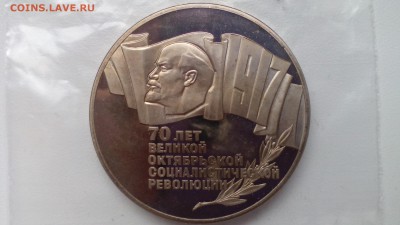 COINS.LAVE.RU
1917
70 ЛЕТ
ВЕЛИКОЙ
ОКТЯБРЬСКОЙ
СОЦИАЛИСТИЧЕСКОЙ
РЕВОЛЮЦИИ